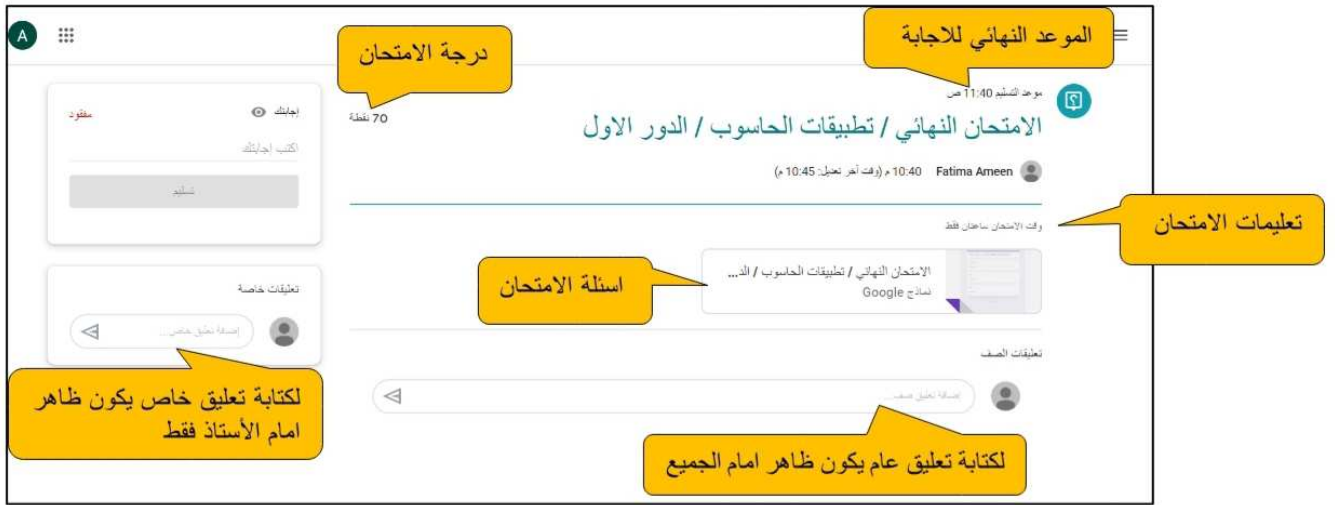 الموعد النهائي للاجابة
درجة الامتحان
A
موعد التسليم 11:40 ص
الامتحان النهائي / تطبيقات الحاسوب / الدور الاول
70 نقطة
Fatima Ameen 10:40 م (وقت آخر تعديل: 10:45 م)
تعليمات الامتحان
وقت الامتحان ساعتان فقط
الامتحان النهائي / تطبيقات الحاسوب / الد...
نماذج Google
اسئلة الامتحان
تعليقات الصف
إضافة تعليق صف...
لكتابة تعليق عام يكون ظاهر امام الجميع
إجابتك
مفقود
اكتب إجابتك
تسليم
تعليقات خاصة
إضافة تعليق خاص...
لكتابة تعليق خاص يكون ظاهر
امام الأستاذ فقط